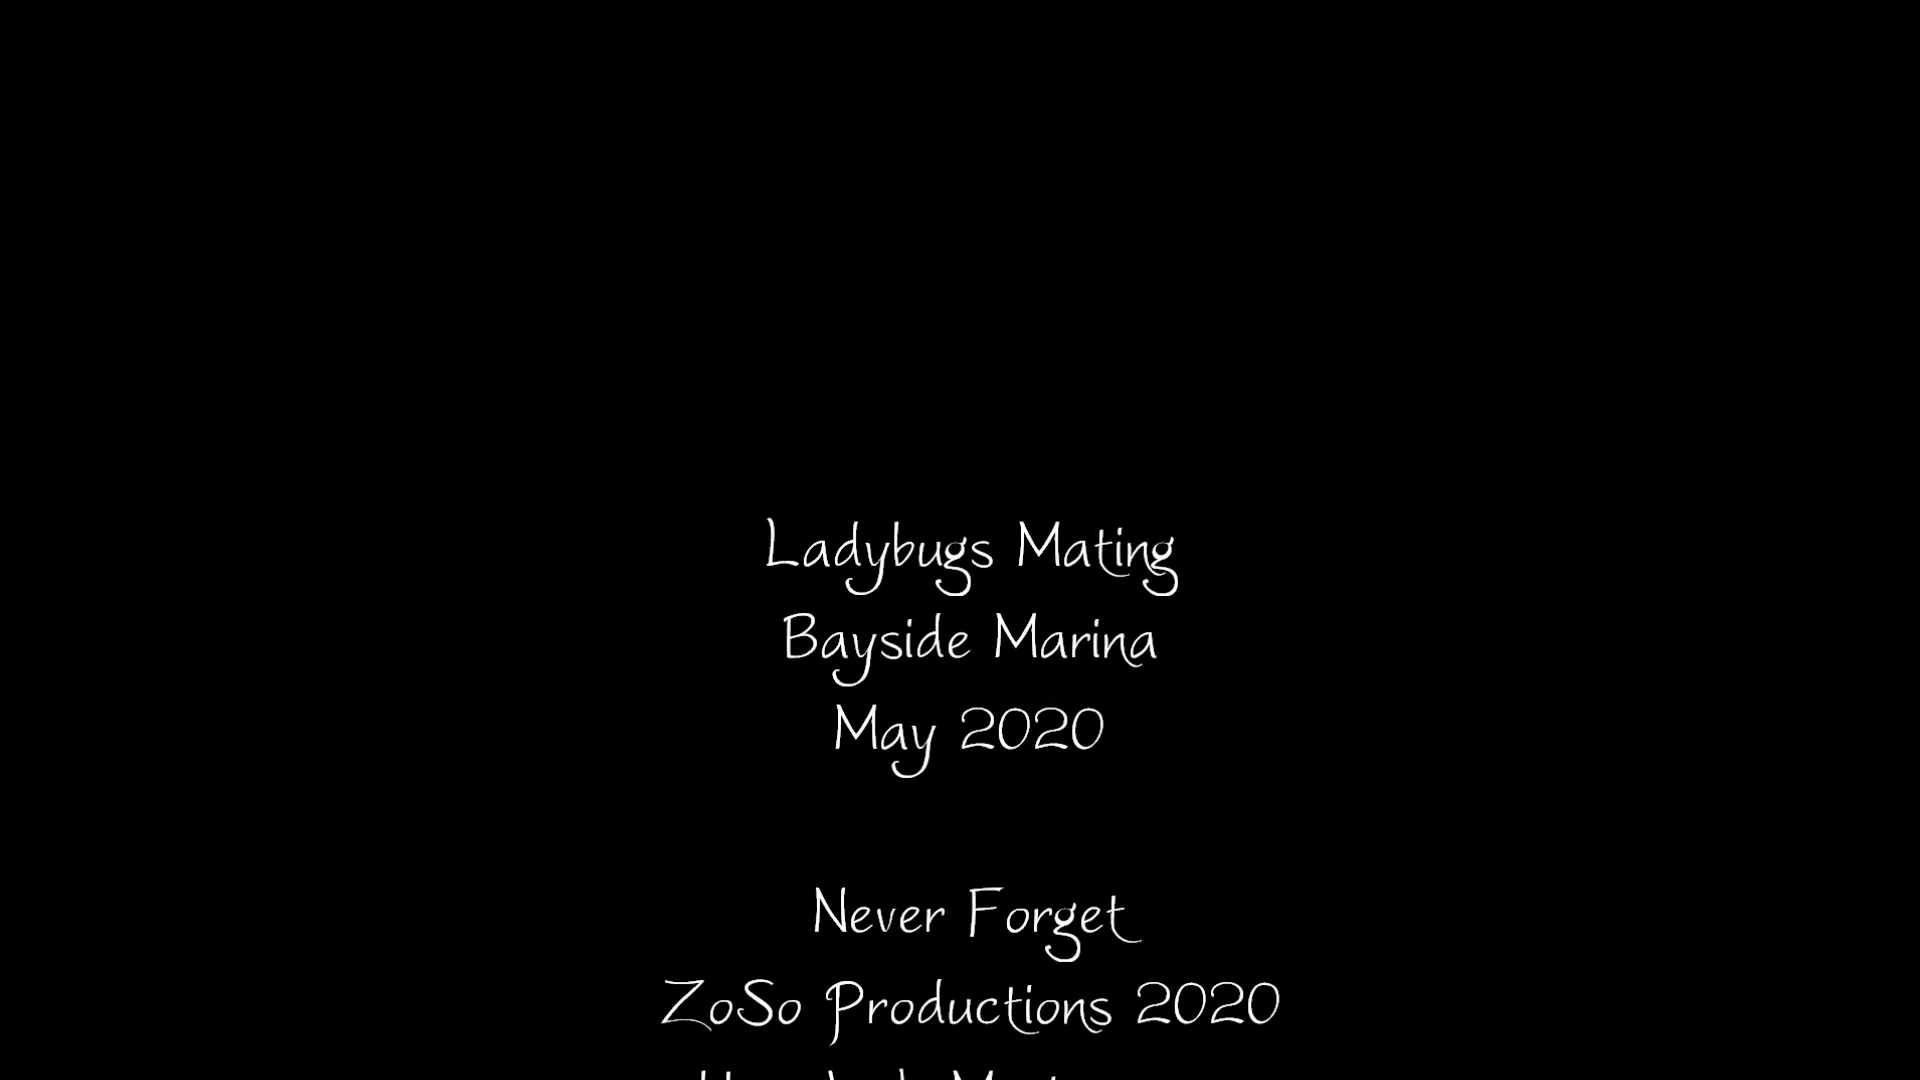 Ladybugs Mating
Bayside Marina
May 2020
Never Forget
ZoSo Productions 2020